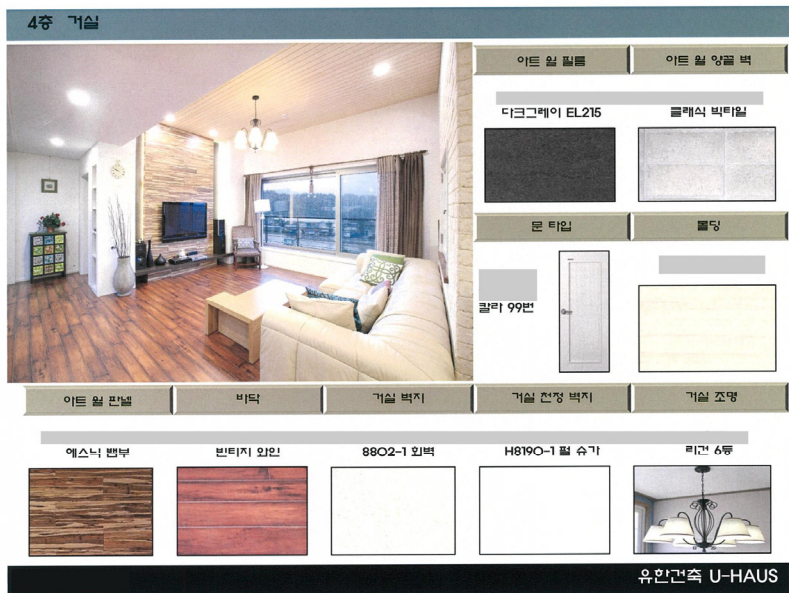 4층 거실
아트 월 필름
아트 월 양끝 벽
다크그레이 EL215
클래식 빅타일
문 타입
몰딩
칼라 99번
아트 월 판넬
바닥
거실 벽지
거실 천정 벽지
거실 조명
에스닉 뱀부
빈티지 와인
8802-1 회벽
H8190-1 펄 슈가
리건 6등
유한건축 U-HAUS